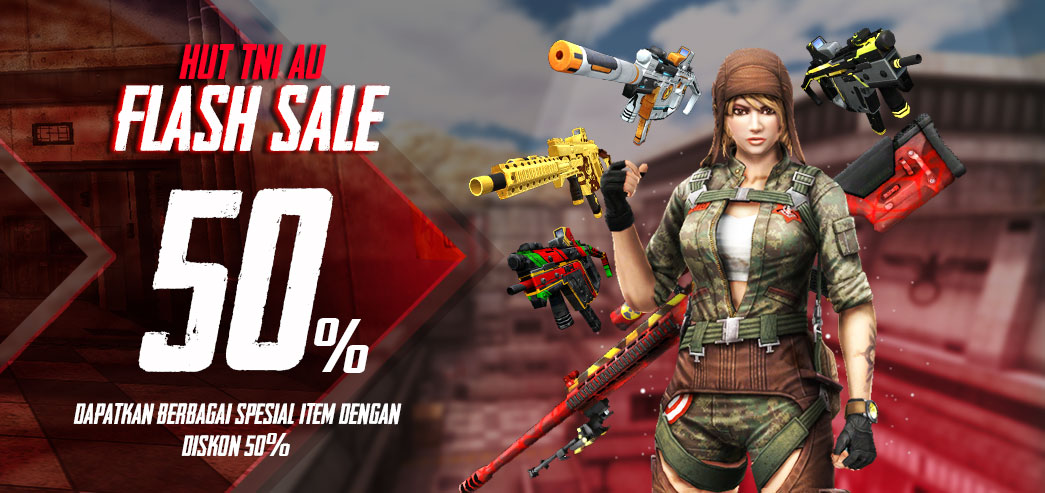 HUT TNI AU
FLASH SALE
50%
DAPATKAN BERBAGAI SPESIAL ITEM DENGAN
DISKON 50%